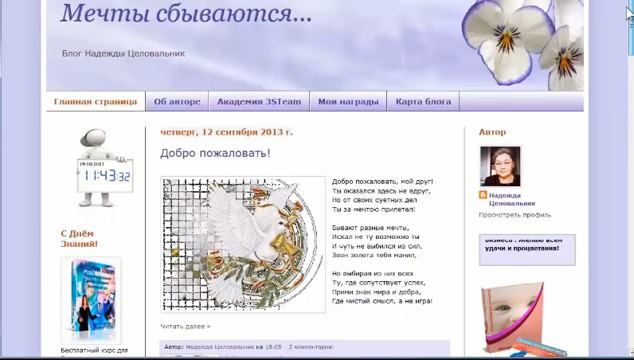 Мечты сбываются...
Блог Надежды Целовальник
Главная страница
Об авторе
Академия 3STeam
Мои награды
Карта блога
четверг, 12 сентября 2013 г.
Добро пожаловать!
Добро пожаловать, мой друг!
Ты оказался здесь не вдруг,
Но от своих суетных дел
Ты за мечтою прилетел!
Бывают разные мечты,
Искал не ту возможно ты
И чуть не выбился из сил,
Звон золота тебя манил,
Но выбирая из них всех
Ту, где сопутствует успех,
Прими знак мира и добра,
Где чистый смысл, а не игра!
Читать далее »
Автор: Надежда Целовальник на 18:05 2 комментария:
11:43:32
С Днём
Знаний!
Бесплатный курс для
Автор
Надежда
Целовальник
Просмотреть профиль
бизнеса . Желаю всем
удачи и процветания!